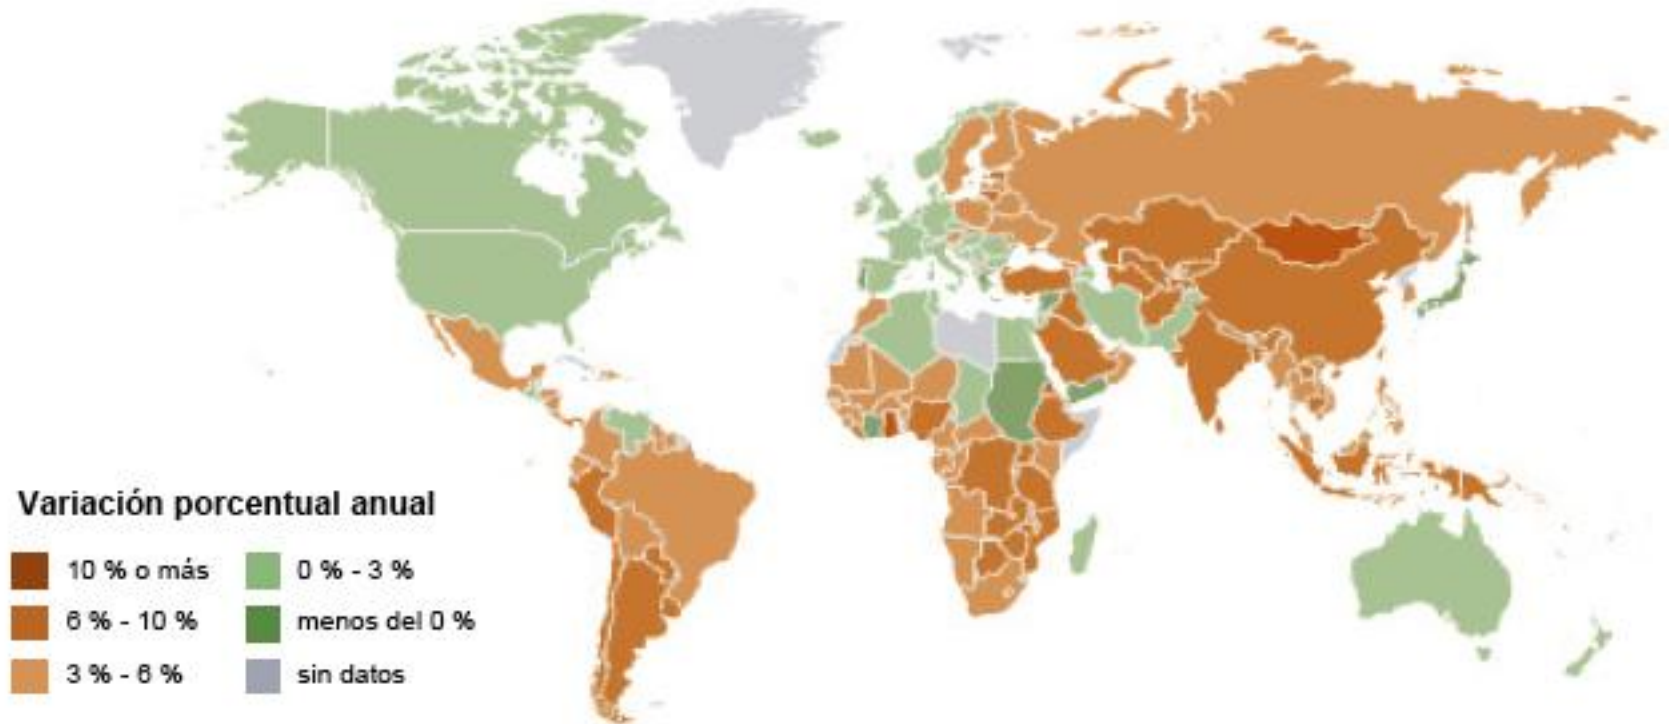 Variación porcentual anual
10 % o más
0 % - 3 %
6 % - 10 %
menos del 0 %
3 % - 6 %
sin datos